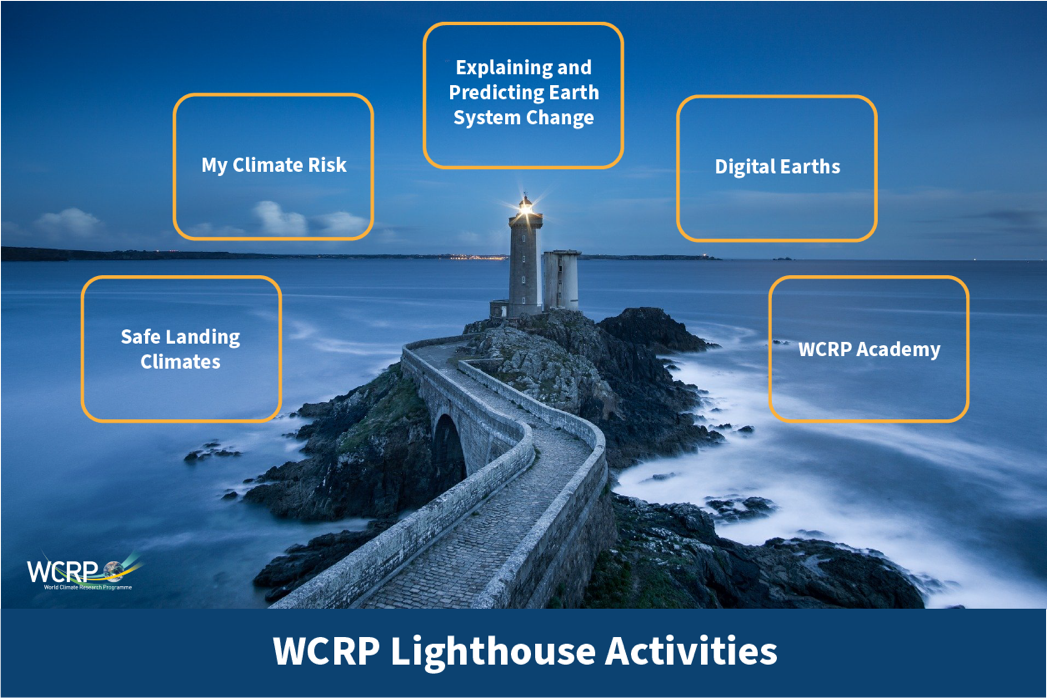 Explaining and
Predicting Earth
System Change
My Climate Risk
Digital Earths
Safe Landing
Climates
WCRP Academy
WCRP
World Climate Research Programme
WCRP Lighthouse Activities